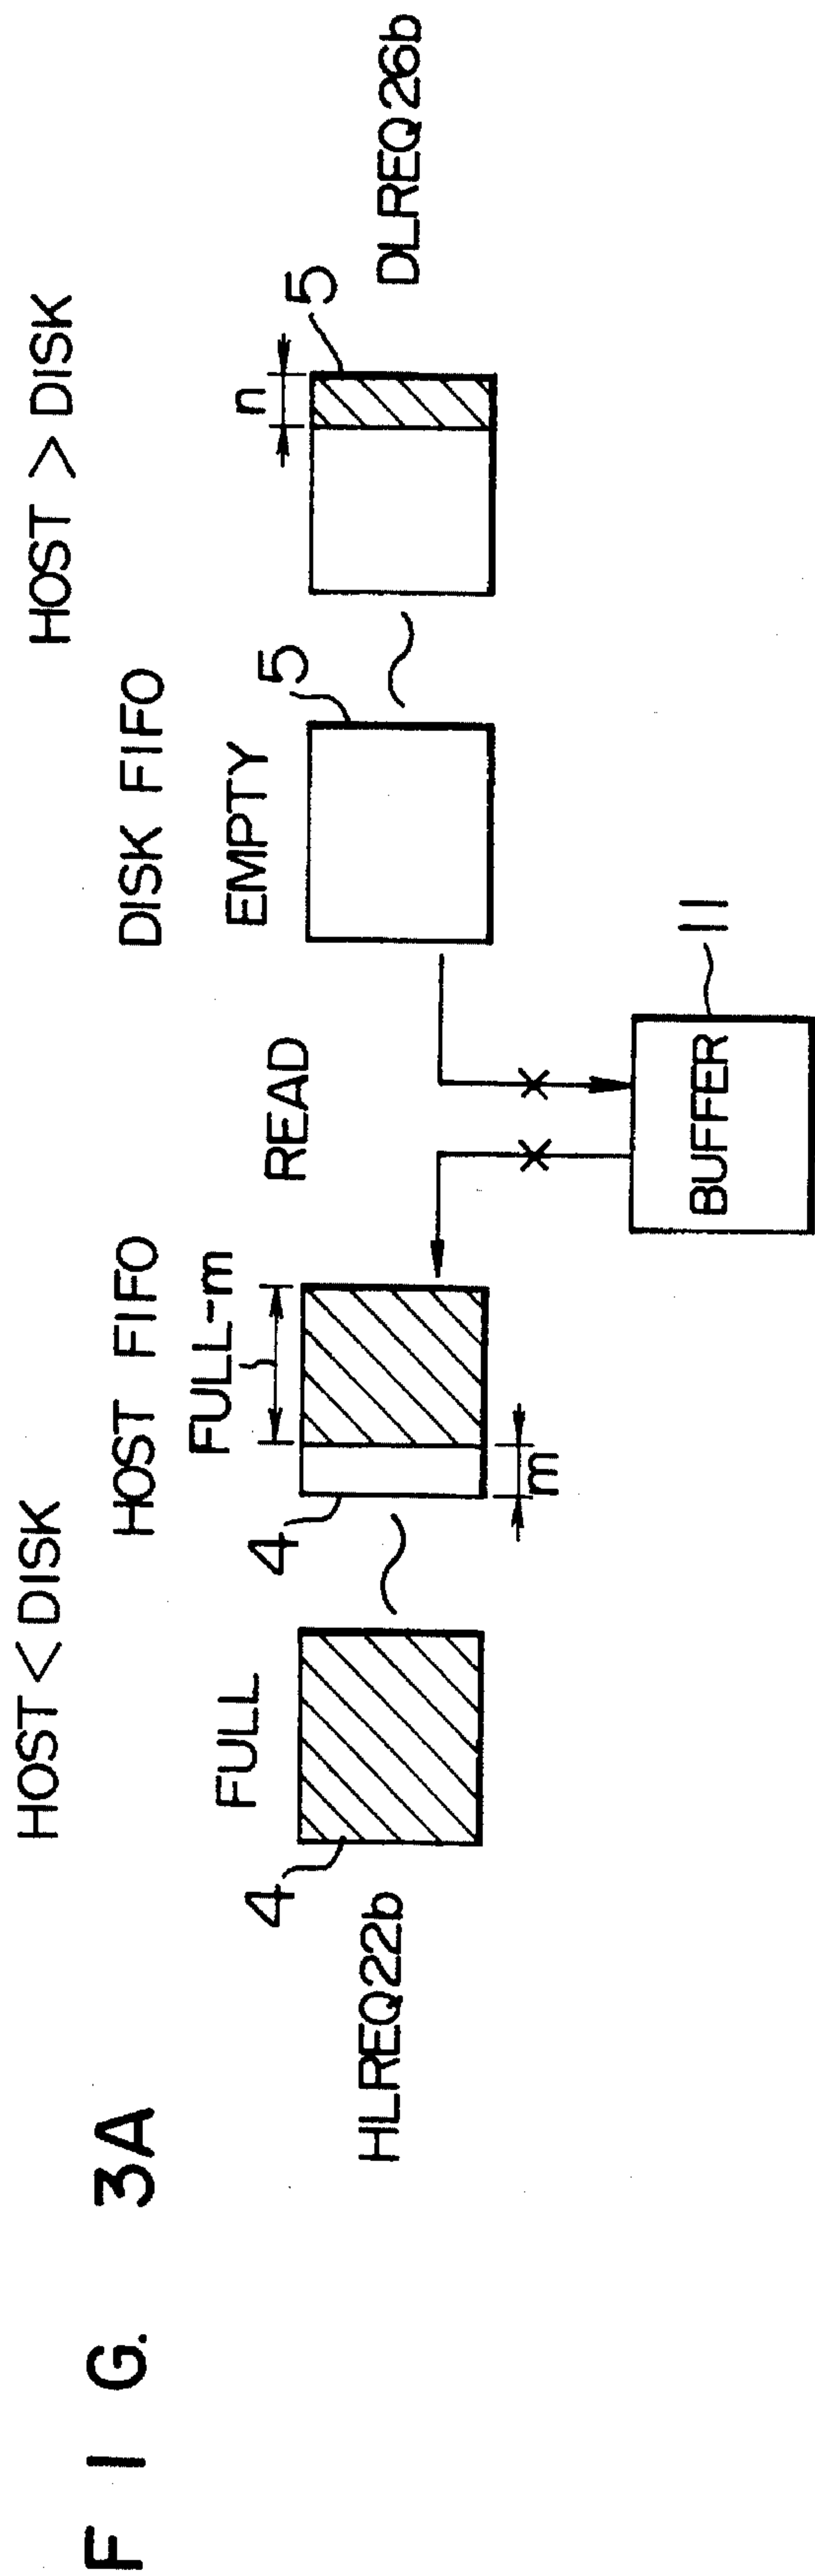 FIG. 3A
HOST < DISK
HOST > DISK
HOST FIFO
READ
DISK FIFO
FULL
FULL-m
EMPTY
n
4
4
5
5
HLREQ22b
m
DLREQ26b
BUFFER
11